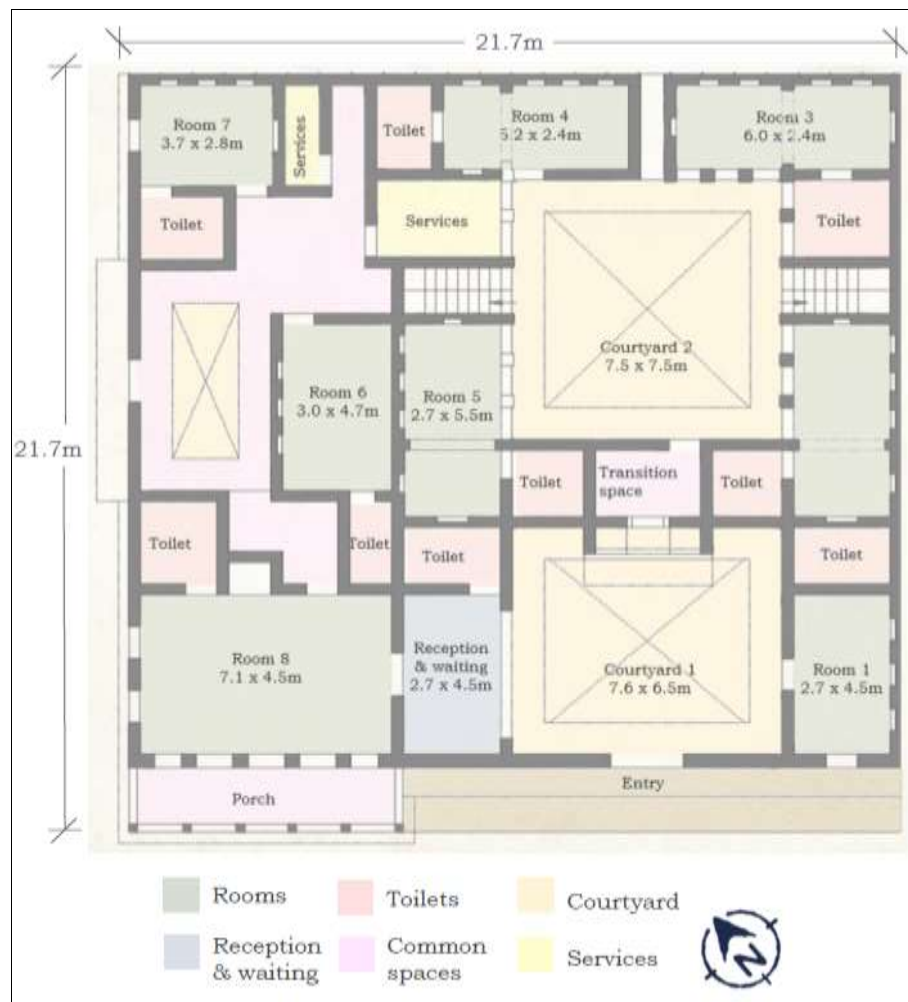 21.7m
Room 7
3.7 x 2.8m
Services
Toilet
Room 4
5.2 x 2.4m
Room 3
6.0 x 2.4m
Toilet
Services
Toilet
21.7m
Courtyard 2
7.5 x 7.5m
Room 6
3.0 x 4.7m
Room 5
2.7 x 5.5m
Toilet
Transition
space
Toilet
Toilet
Toilet
Toilet
Toilet
Room 8
7.1 x 4.5m
Reception
& waiting
2.7 x 4.5m
Courtyard 1
7.6 x 6.5m
Room 1
2.7 x 4.5m
Entry
Porch
Rooms
Toilets
Courtyard
Reception
& waiting
Common
spaces
Services
N